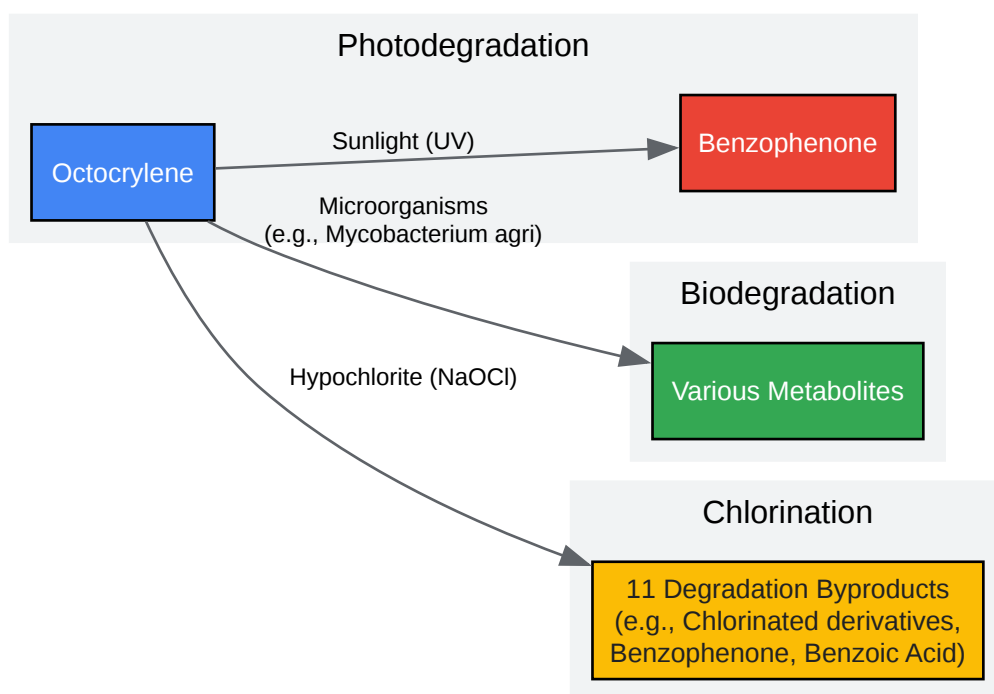 Photodegradation
Octocrylene
Sunlight (UV)
Benzophenone
Microorganisms
(e.g., Mycobacterium agri)
Biodegradation
Various Metabolites
Hypochlorite (NaOCl)
Chlorination
11 Degradation Byproducts
(e.g., Chlorinated derivatives,
Benzophenone, Benzoic Acid)